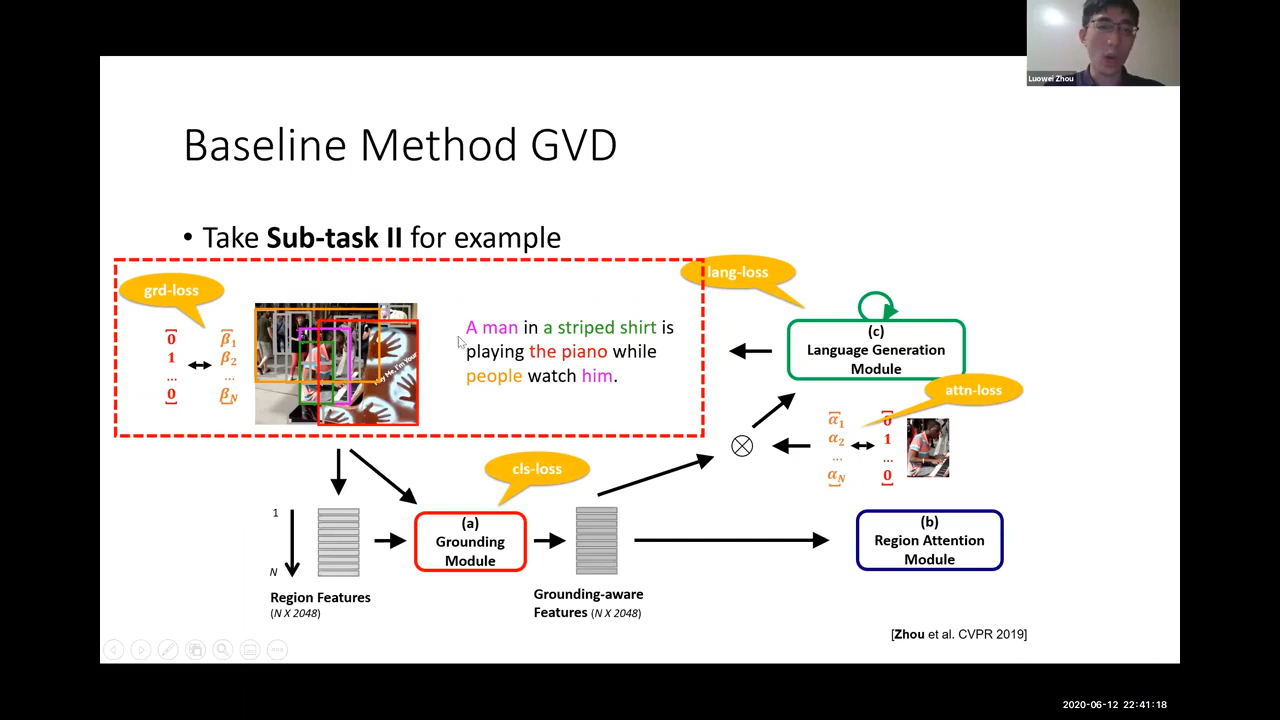 Luowei Zhou
Baseline Method GVD
• Take Sub-task II for example
grd-loss
lang-loss
0
1
...
0
β1
β2
...
βN
A man in a striped shirt is
playing the piano while
people watch him.
(c)
Language Generation
Module
attn-loss
α1
α2
...
αN
0
1
...
0
cls-loss
1
N
(a)
Grounding
Module
(b)
Region Attention
Module
Region Features
(N X 2048)
Grounding-aware
Features (N X 2048)
[Zhou et al. CVPR 2019]
2020-06-12 22:41:18